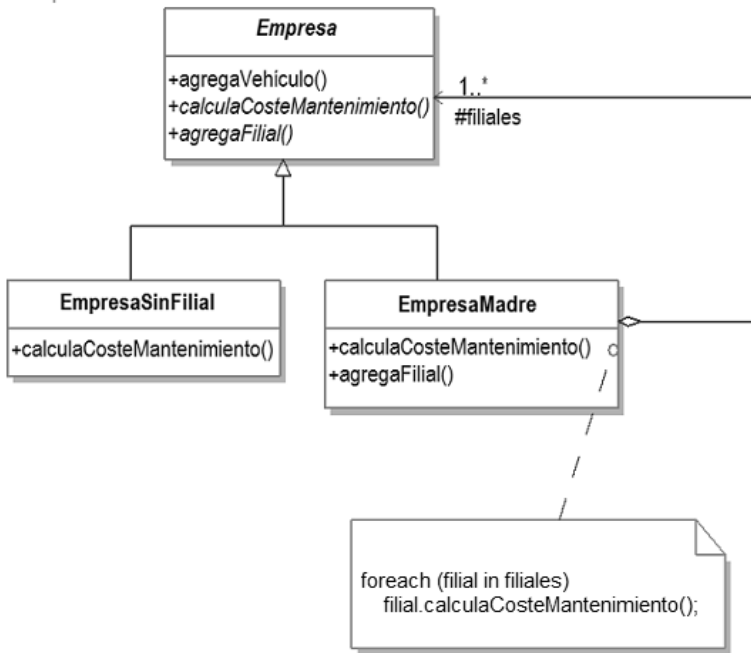 Empresa
+agregaVehiculo()
+calculaCosteMantenimiento()
+agregaFilial()
1..*
#filiales
EmpresaSinFilial
+calculaCosteMantenimiento()
EmpresaMadre
+calculaCosteMantenimiento()
+agregaFilial()
foreach (filial in filiales)
filial.calculaCosteMantenimiento();